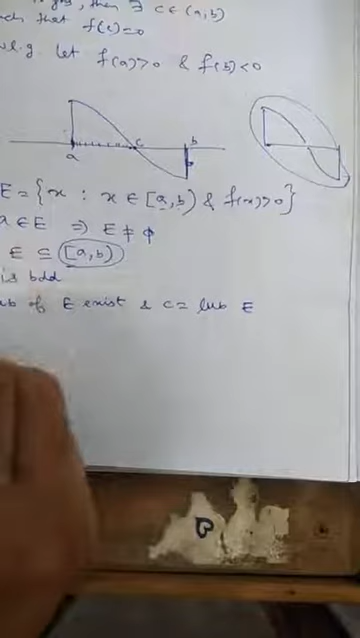 then ∃ c ∈ (a,b)
such that f(c)=0
w.l.g. let f(a)>0 & f(b)<0
a c b
E = {x : x ∈ [a,b) & f(x)>0}
a ∈ E ⇒ E ≠ ϕ
E ⊆ [a,b)
is bdd
lub of E exist & c = lub E